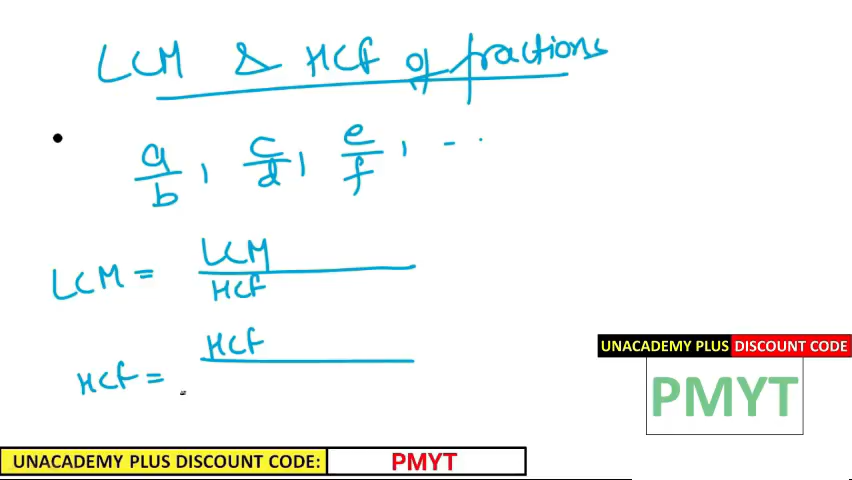 LCM & HCF of fractions
a/b, c/d, e/f, - - -
LCM = LCM/HCF
HCF = HCF
UNACADEMY PLUS DISCOUNT CODE
PMYT
UNACADEMY PLUS DISCOUNT CODE: PMYT